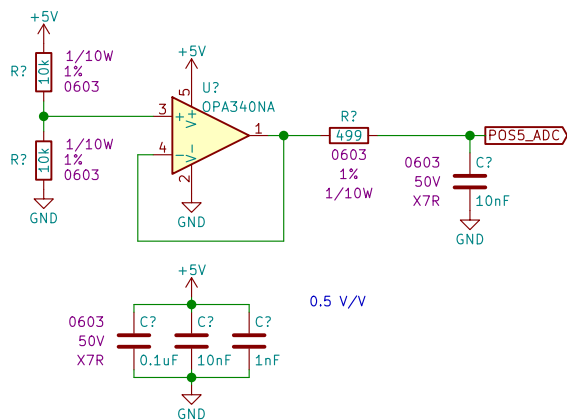 +5V
R?
10k
1/10W
1%
0603
R?
10k
1/10W
1%
0603
GND
+5V
U?
OPA340NA
3
4
5
2
1
+
−
V+
V-
GND
R?
499
0603
1%
1/10W
POS5_ADC
0603
50V
X7R
C?
10nF
GND
+5V
0603
50V
X7R
C?
0.1uF
C?
10nF
C?
1nF
GND
0.5 V/V